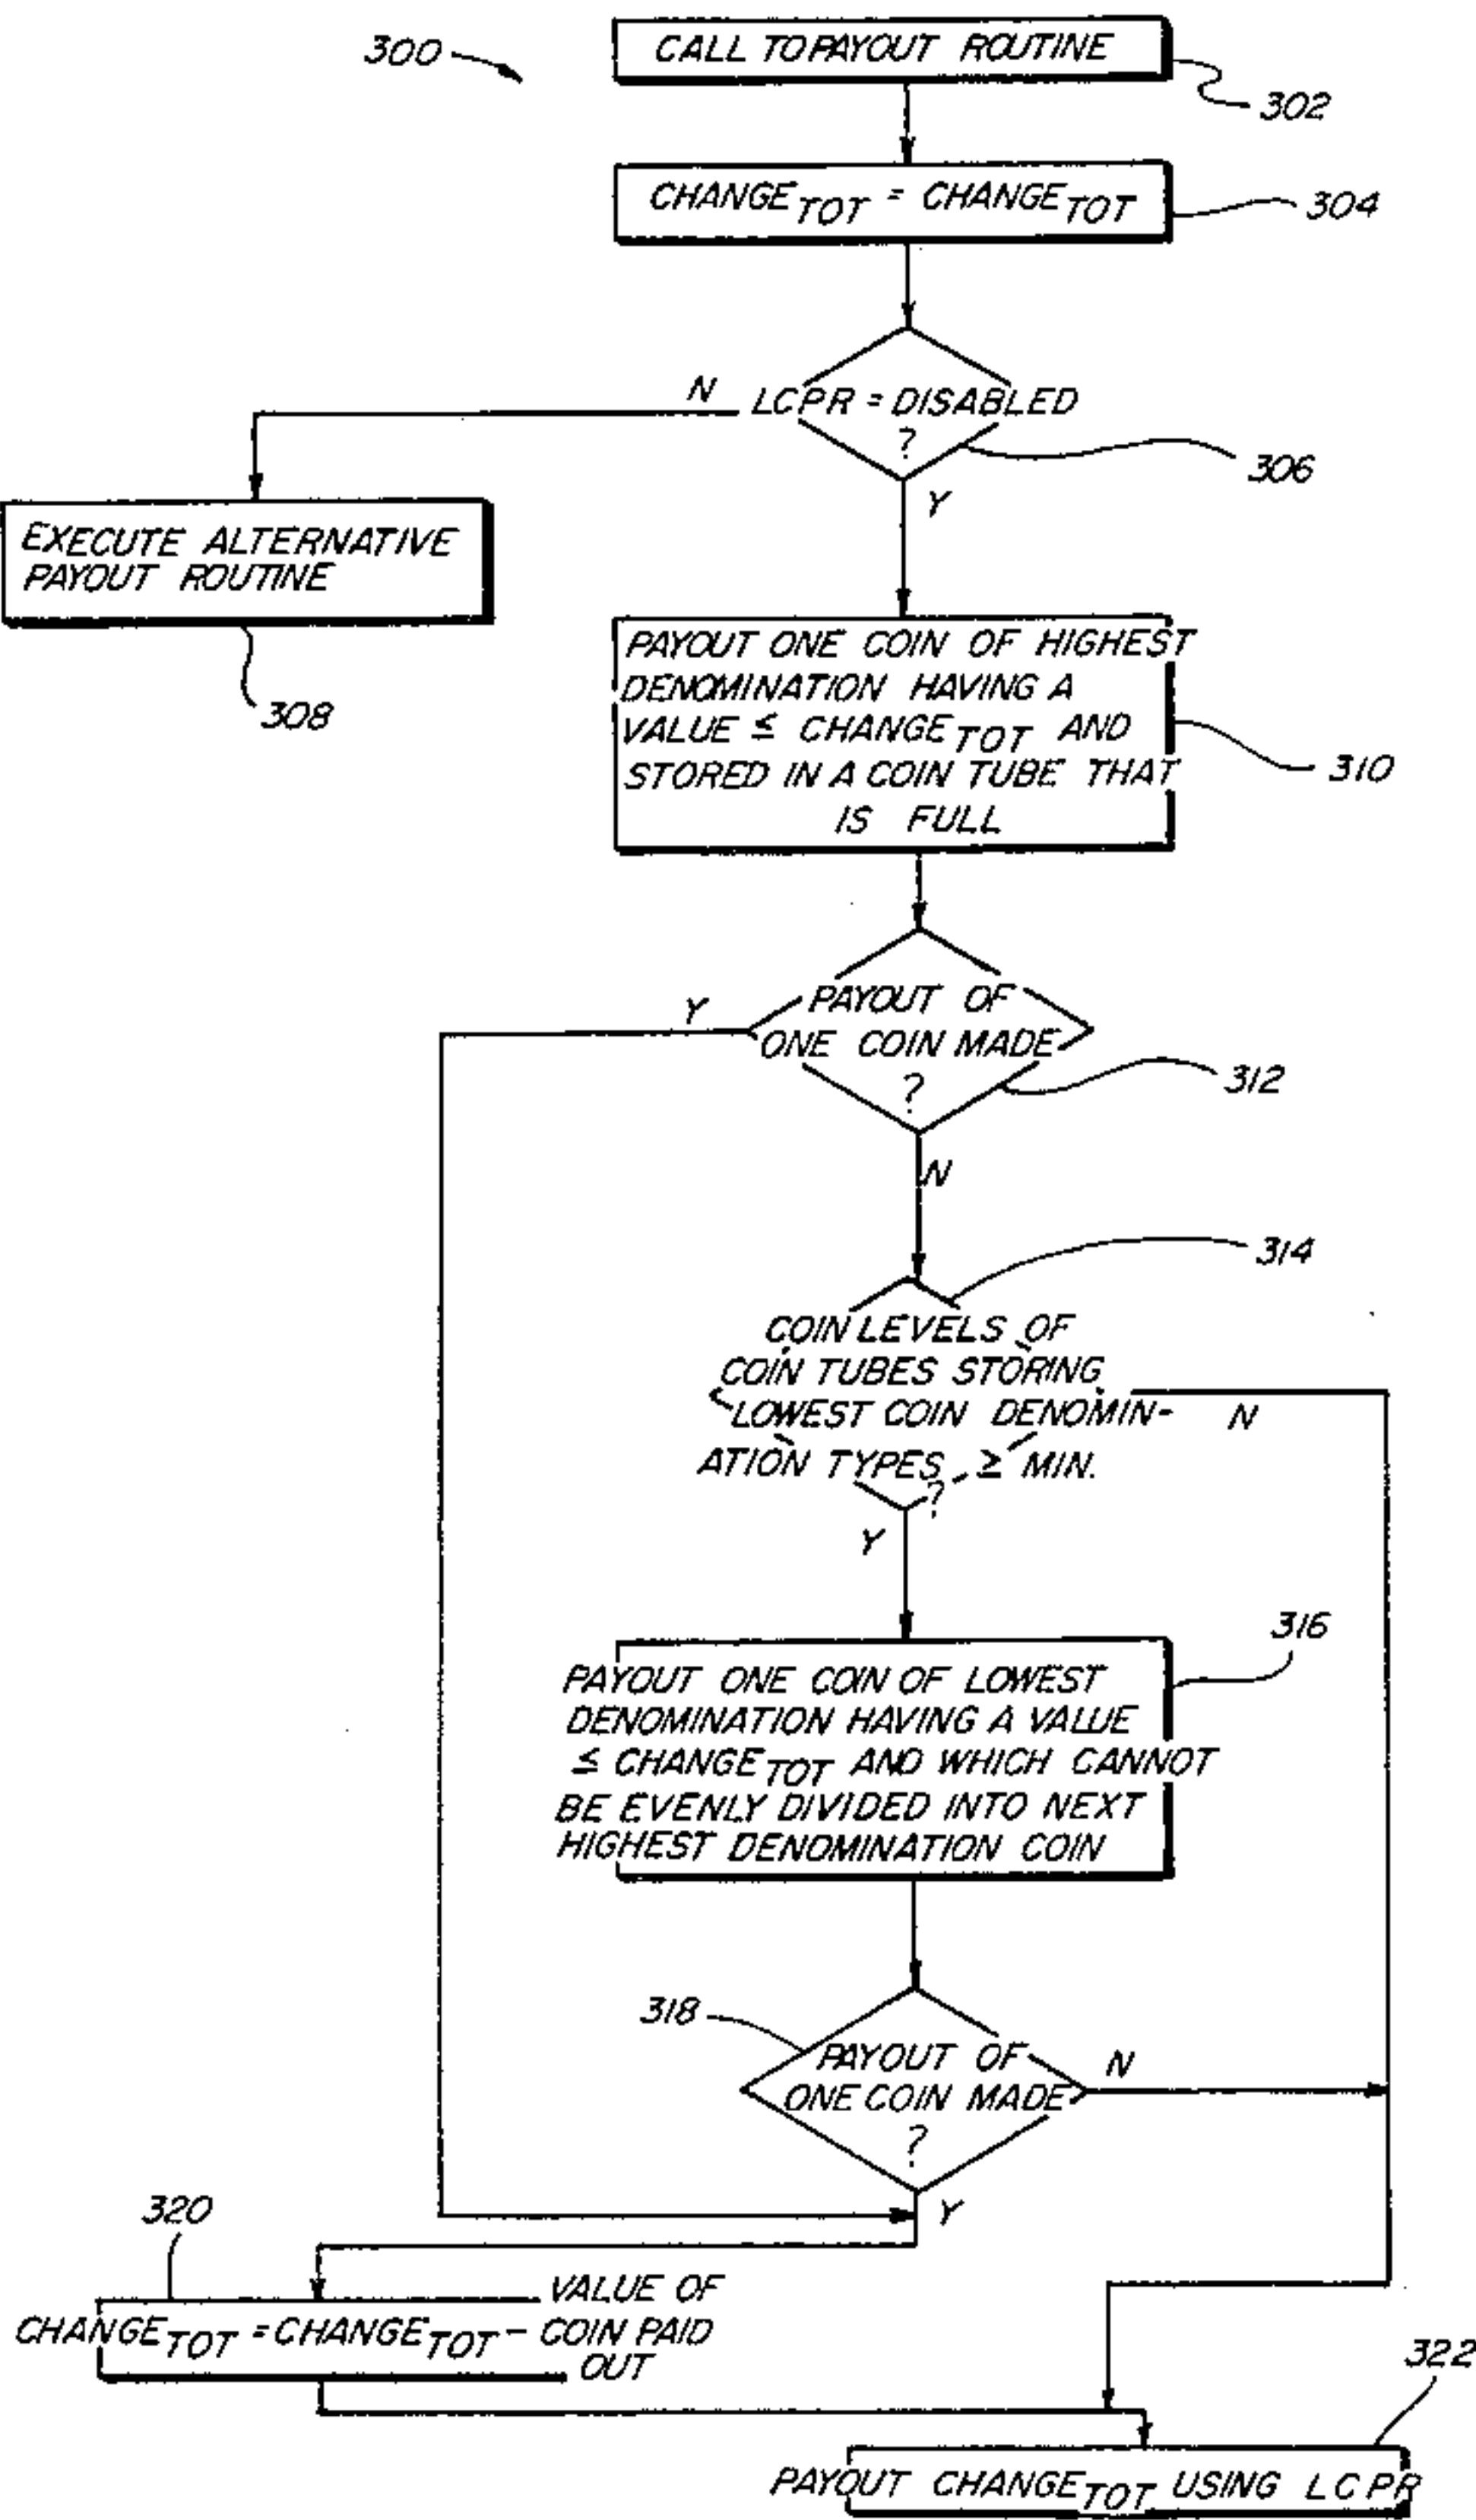 300
CALL TO PAYOUT ROUTINE
302
CHANGE TOT = CHANGE TOT
304
N
LCPR = DISABLED
?
306
Y
EXECUTE ALTERNATIVE
PAYOUT ROUTINE
308
PAYOUT ONE COIN OF HIGHEST
DENOMINATION HAVING A
VALUE ≤ CHANGE TOT AND
STORED IN A COIN TUBE THAT
IS FULL
310
Y
PAYOUT OF
ONE COIN MADE
?
312
N
314
COIN LEVELS OF
COIN TUBES STORING
LOWEST COIN DENOMIN-
ATION TYPES ≥ MIN.
?
N
Y
316
PAYOUT ONE COIN OF LOWEST
DENOMINATION HAVING A VALUE
≤ CHANGE TOT AND WHICH CANNOT
BE EVENLY DIVIDED INTO NEXT
HIGHEST DENOMINATION COIN
318
PAYOUT OF
ONE COIN MADE
?
N
Y
320
VALUE OF
CHANGE TOT = CHANGE TOT - COIN PAID
OUT
322
PAYOUT CHANGE TOT USING LCPR